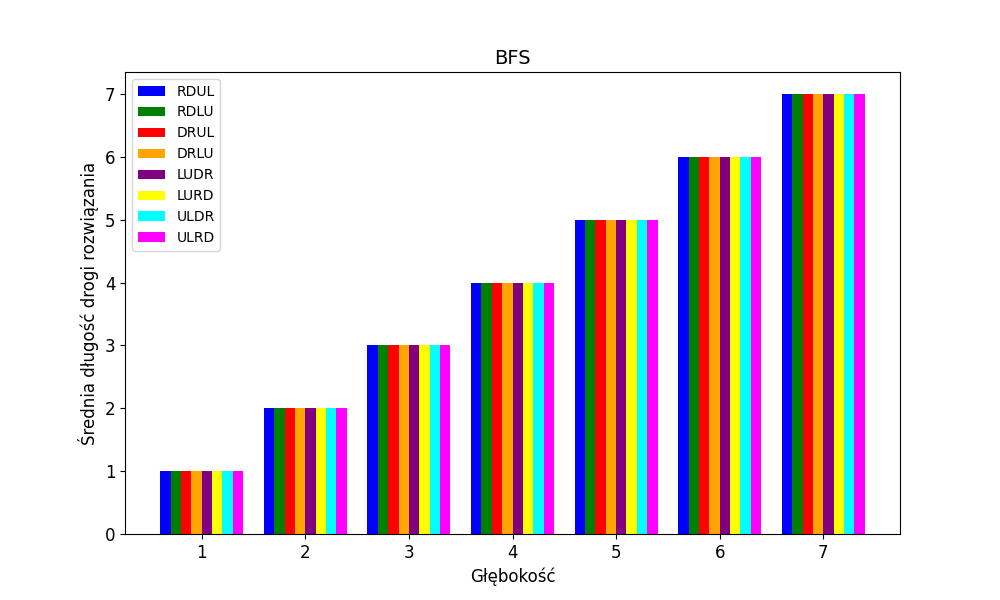 BFS
RDUL
RDLU
DRUL
DRLU
LUDR
LURD
ULDR
ULRD
Średnia długość drogi rozwiązania
7
6
5
4
3
2
1
0
1 2 3 4 5 6 7
Głębokość